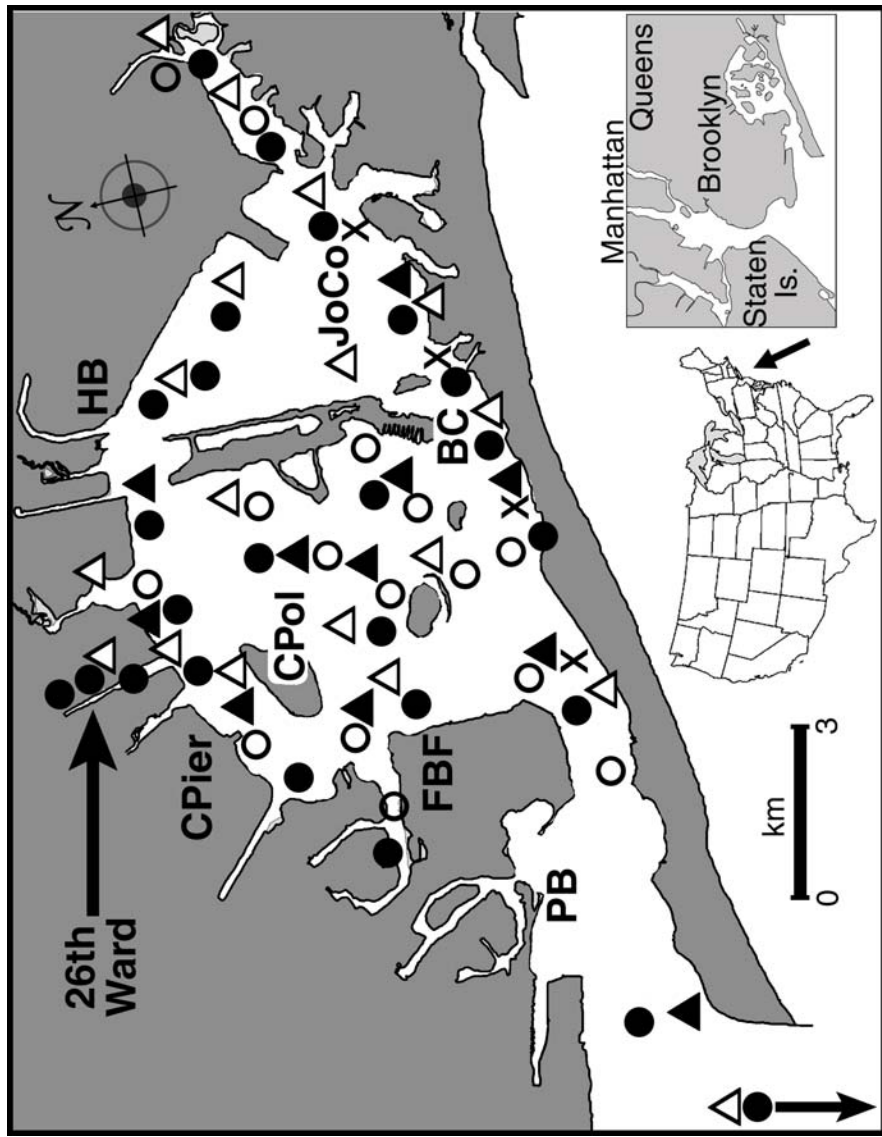 N
HB
JoCo
BC
CPol
CPier
FBF
PB
26th
Ward
X
X
X
X
0
3
km
Manhattan
Queens
Brooklyn
Staten
Is.